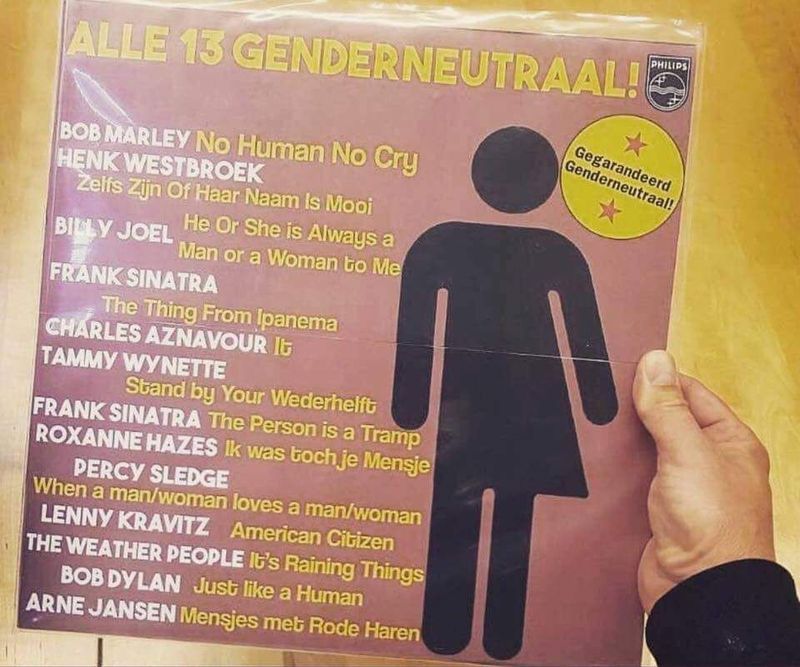 ALLE 13 GENDERNEUTRAAL!
PHILIPS
Gegarandeerd
Genderneutraal!
BOB MARLEY No Human No Cry
HENK WESTBROEK
Zelfs Zijn Of Haar Naam Is Mooi
BILLY JOEL He Or She is Always a
Man or a Woman to Me
FRANK SINATRA
The Thing From Ipanema
CHARLES AZNAVOUR It
TAMMY WYNETTE
Stand by Your Wederhelft
FRANK SINATRA The Person is a Tramp
ROXANNE HAZES Ik was toch je Mensje
PERCY SLEDGE
When a man/woman loves a man/woman
LENNY KRAVITZ American Citizen
THE WEATHER PEOPLE It's Raining Things
BOB DYLAN Just like a Human
ARNE JANSEN Mensjes met Rode Haren